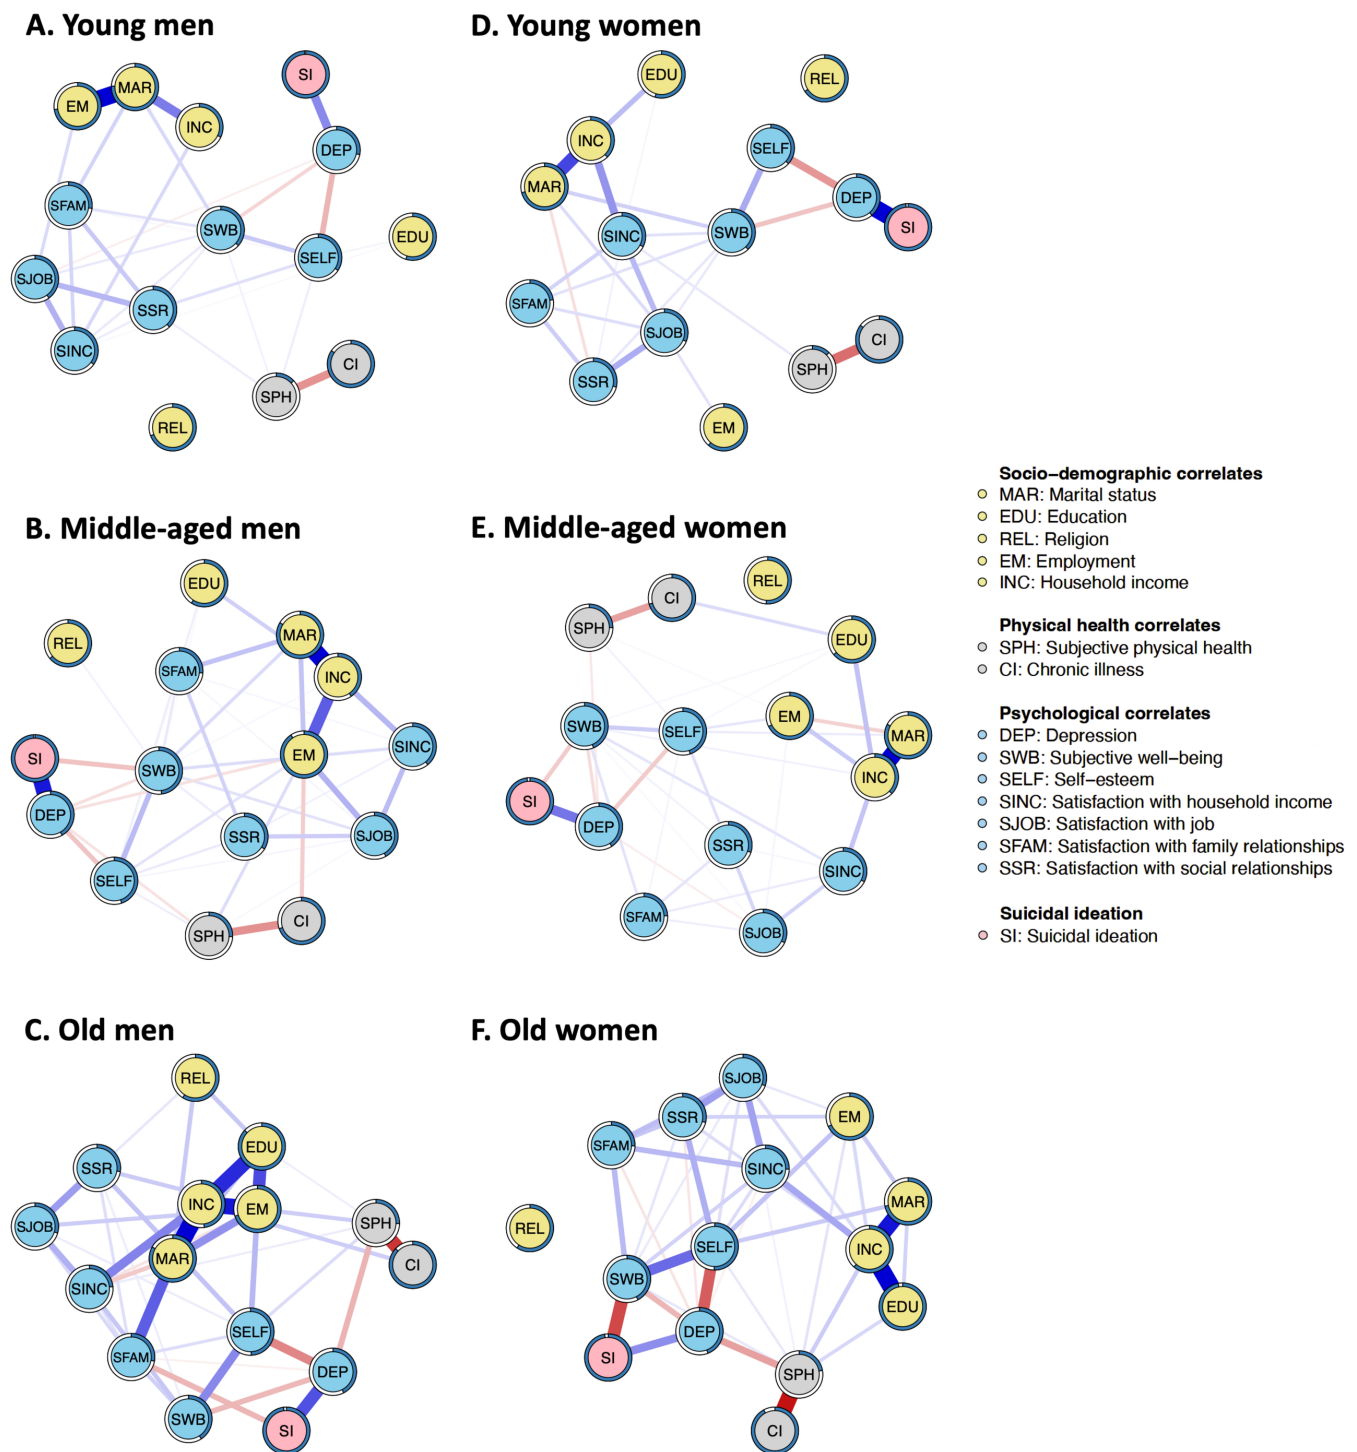 A. Young men
MAR
EM
INC
SI
DEP
SFAM
SWB
EDU
SELF
SJOB
SSR
SINC
CI
SPH
REL
D. Young women
EDU
REL
INC
SELF
MAR
DEP
SI
SINC
SWB
SFAM
SJOB
CI
SPH
SSR
EM
B. Middle-aged men
EDU
MAR
REL
SFAM
INC
SINC
EM
SI
SWB
DEP
SSR
SJOB
SELF
CI
SPH
E. Middle-aged women
REL
CI
SPH
EDU
EM
SWB
SELF
MAR
INC
SI
DEP
SSR
SINC
SFAM
SJOB
Socio−demographic correlates
MAR: Marital status
EDU: Education
REL: Religion
EM: Employment
INC: Household income
Physical health correlates
SPH: Subjective physical health
CI: Chronic illness
Psychological correlates
DEP: Depression
SWB: Subjective well−being
SELF: Self−esteem
SINC: Satisfaction with household income
SJOB: Satisfaction with job
SFAM: Satisfaction with family relationships
SSR: Satisfaction with social relationships
Suicidal ideation
SI: Suicidal ideation
C. Old men
REL
EDU
SSR
INC
EM
SPH
SJOB
MAR
CI
SINC
SELF
SFAM
DEP
SWB
SI
F. Old women
SJOB
SSR
EM
SFAM
SINC
MAR
REL
SELF
INC
SWB
EDU
DEP
SI
SPH
CI